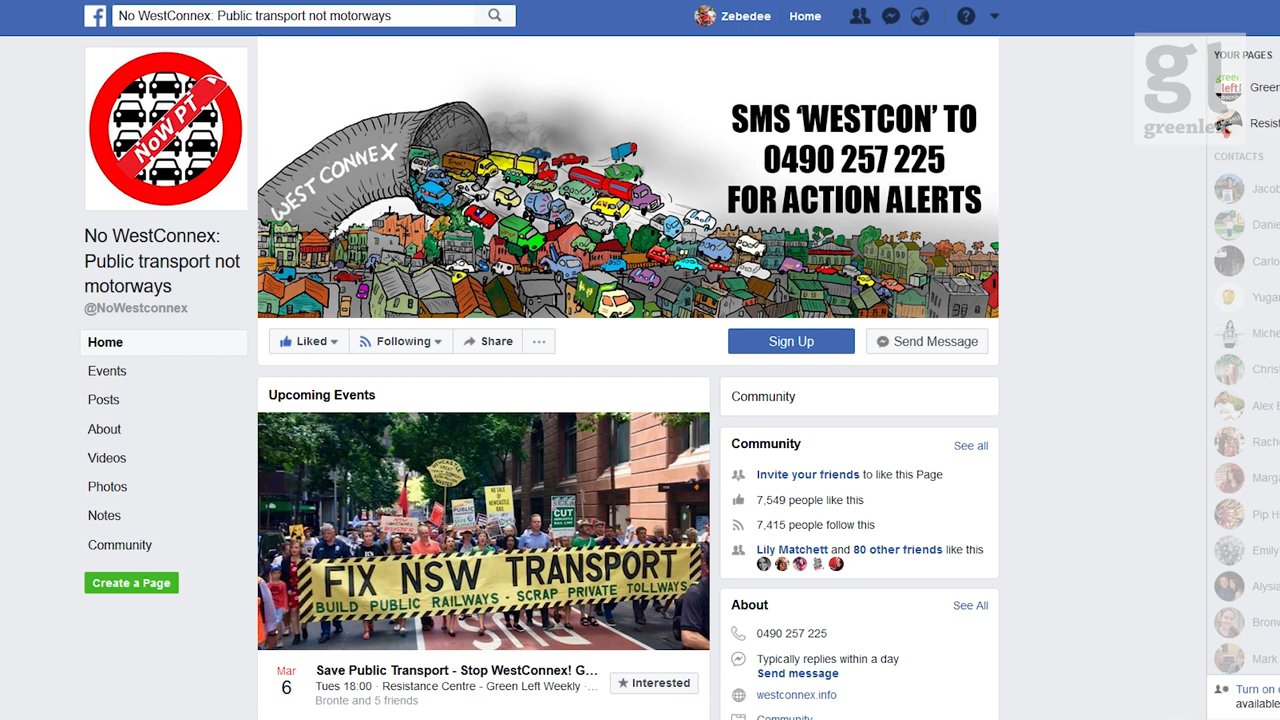 No WestConnex: Public transport not motorways
Zebedee
Home
NOW PT
WEST CONNEX
SMS ‘WESTCON’ TO
0490 257 225
FOR ACTION ALERTS
gl
greenle
YOUR PAGES
Green
Resist
CONTACTS
Jacob
Danie
Carlo
Yugar
Miche
Christ
Alex B
Rache
Marga
Pip H
Emily
Alysia
Bronw
Mark
Turn on c
available
No WestConnex:
Public transport not
motorways
@NoWestconnex
Home
Events
Posts
About
Videos
Photos
Notes
Community
Create a Page
Liked
Following
Share
Sign Up
Send Message
Upcoming Events
CUT
FIX NSW TRANSPORT
BUILD PUBLIC RAILWAYS - SCRAP PRIVATE TOLLWAYS
BUS
Mar
6
Save Public Transport - Stop WestConnex! G…
Tues 18:00 · Resistance Centre - Green Left Weekly ·…
Bronte and 5 friends
Interested
Community
Community
See all
Invite your friends to like this Page
7,549 people like this
7,415 people follow this
Lily Matchett and 80 other friends like this
About
See All
0490 257 225
Typically replies within a day
Send message
westconnex.info
Community